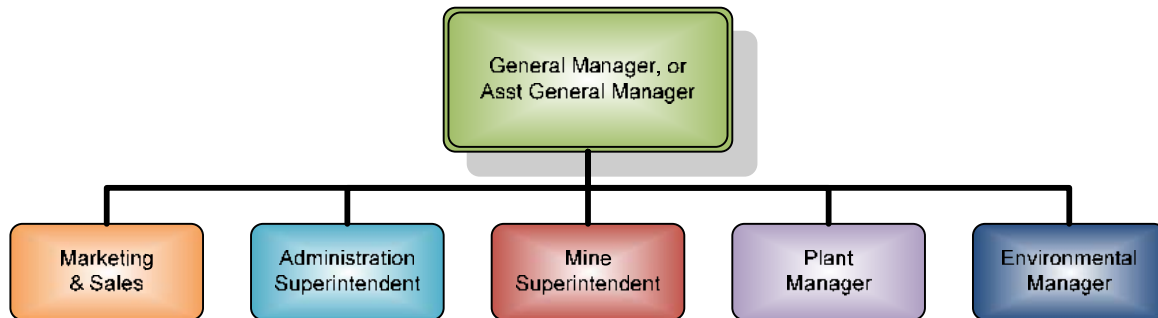 General Manager, or
Asst General Manager
Marketing
& Sales
Administration
Superintendent
Mine
Superintendent
Plant
Manager
Environmental
Manager